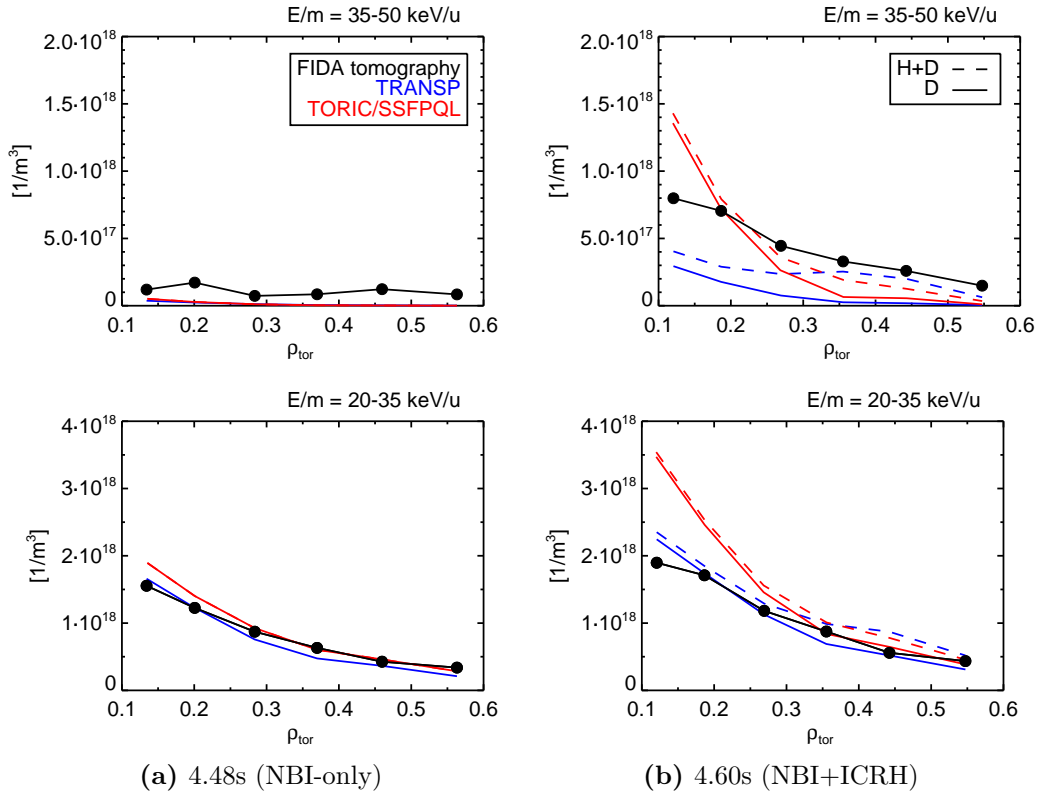 E/m = 35-50 keV/u
2.0·10^18
1.5·10^18
1.0·10^18
5.0·10^17
0
[1/m^3]
FIDA tomography
TRANSP
TORIC/SSFPQL
0.1 0.2 0.3 0.4 0.5 0.6
ρ_tor
E/m = 35-50 keV/u
2.0·10^18
1.5·10^18
1.0·10^18
5.0·10^17
0
[1/m^3]
H+D
D
0.1 0.2 0.3 0.4 0.5 0.6
ρ_tor
E/m = 20-35 keV/u
4·10^18
3·10^18
2·10^18
1·10^18
0
[1/m^3]
0.1 0.2 0.3 0.4 0.5 0.6
ρ_tor
(a) 4.48s (NBI-only)
E/m = 20-35 keV/u
4·10^18
3·10^18
2·10^18
1·10^18
0
[1/m^3]
0.1 0.2 0.3 0.4 0.5 0.6
ρ_tor
(b) 4.60s (NBI+ICRH)